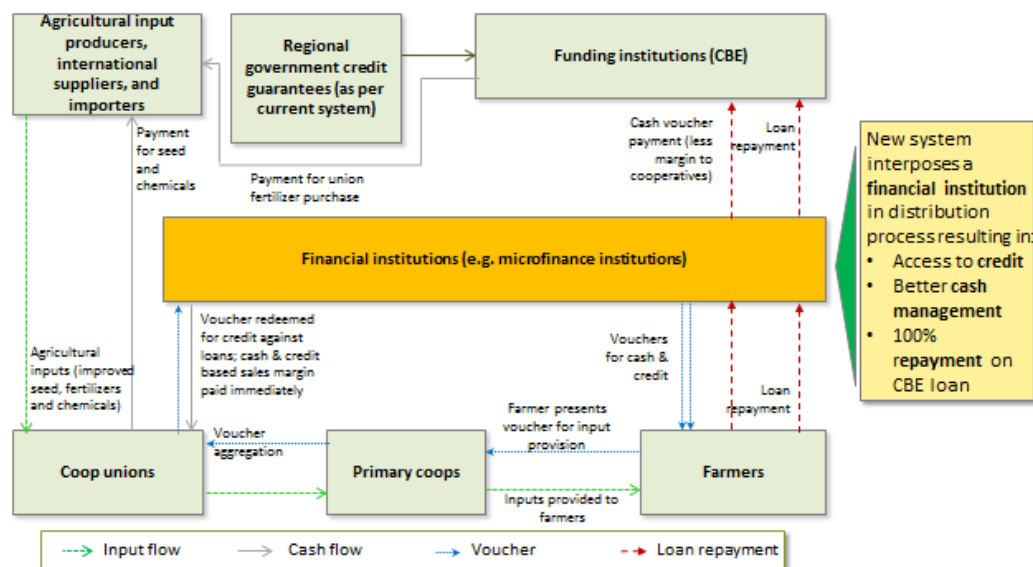 Agricultural input
producers,
international
suppliers, and
importers
Regional
government credit
guarantees (as per
current system)
Funding institutions (CBE)
Payment
for seed
and
chemicals
Payment for union
fertilizer purchase
Cash voucher
payment (less
margin to
cooperatives)
Loan
repayment
New system
interposes a
financial institution
in distribution
process resulting in:
• Access to credit
• Better cash
management
• 100%
repayment on
CBE loan
Financial institutions (e.g. microfinance institutions)
Agricultural
inputs (improved
seed, fertilizers
and chemicals)
Voucher redeemed
for credit against
loans; cash & credit
based sales margin
paid immediately
Vouchers
for cash &
credit
Loan
repayment
Voucher
aggregation
Farmer presents
voucher for input
provision
Coop unions
Primary coops
Farmers
Inputs provided to
farmers
Input flow
Cash flow
Voucher
Loan repayment